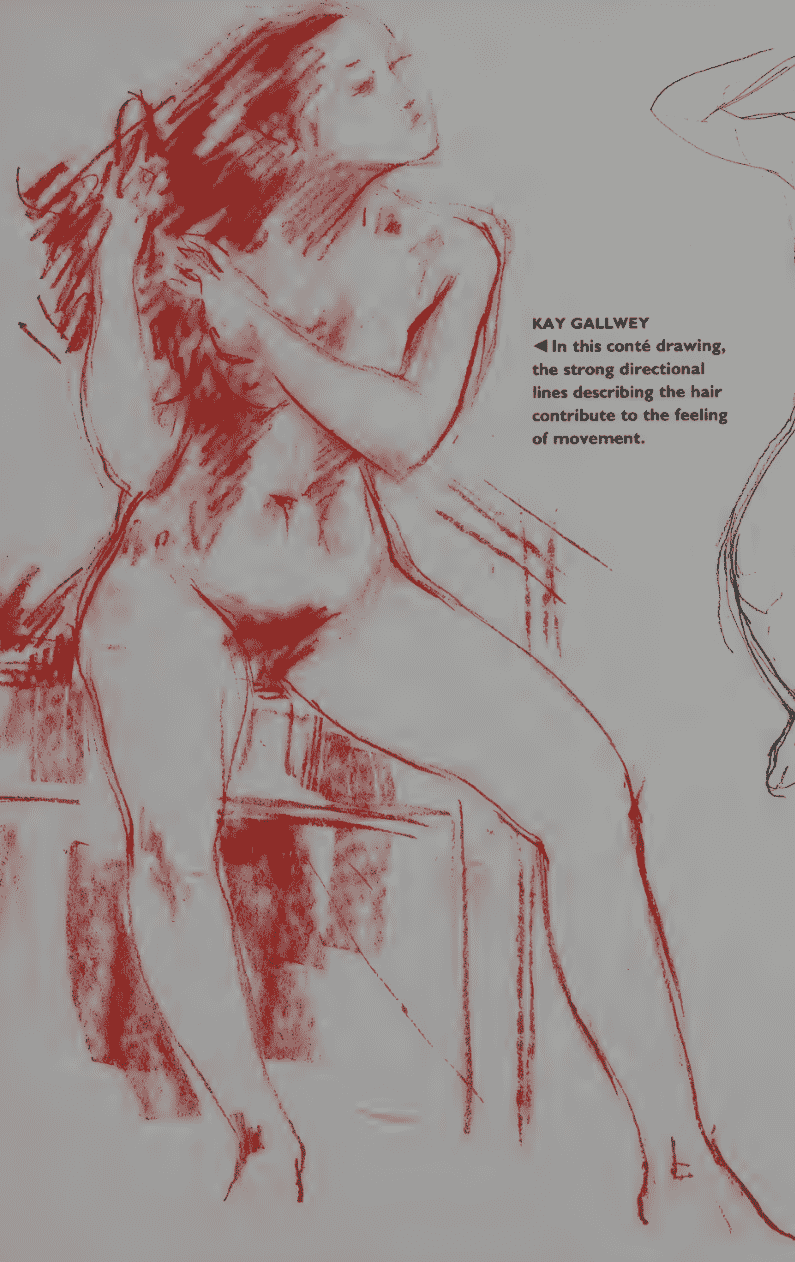 KAY GALLWEY
◀ In this conté drawing,
the strong directional
lines describing the hair
contribute to the feeling
of movement.